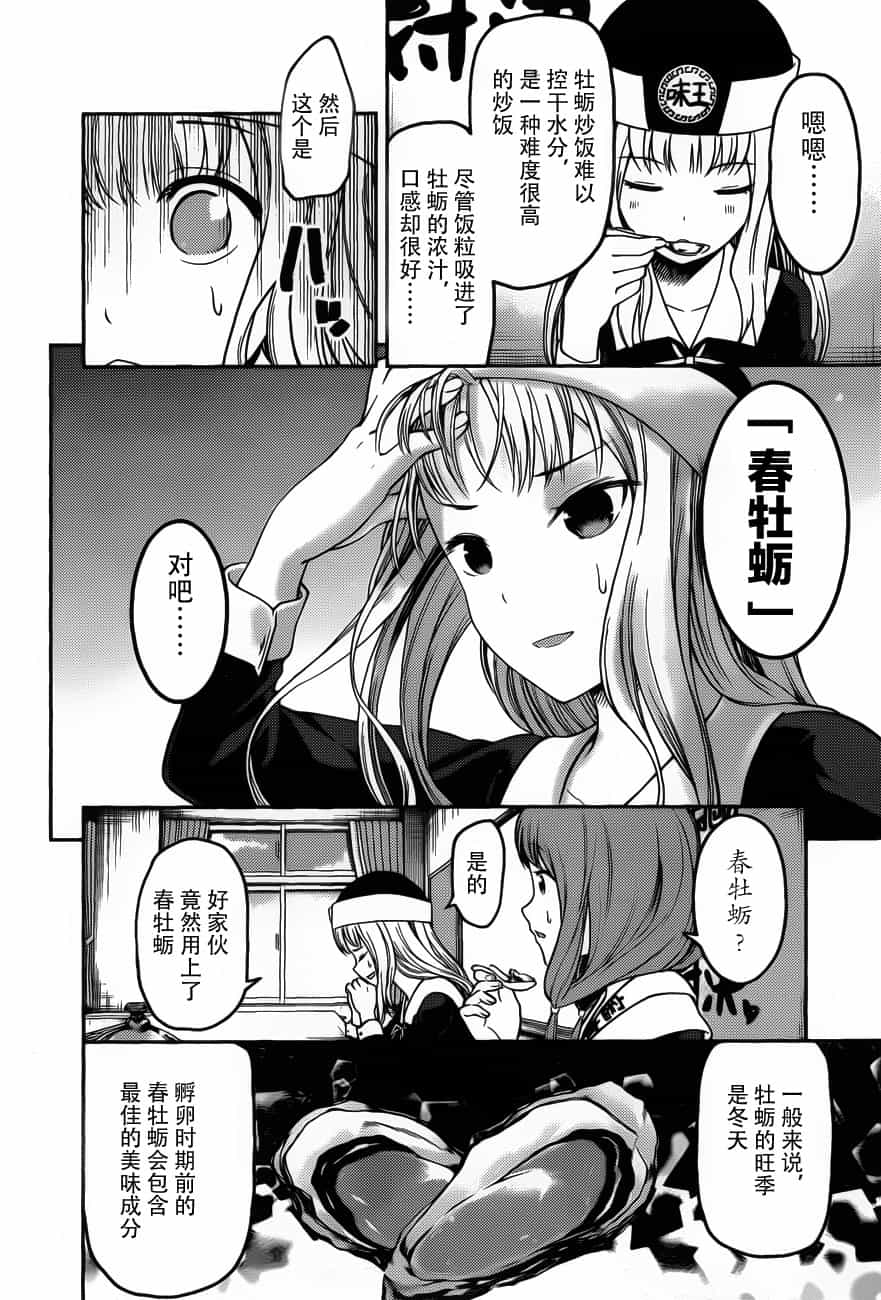 嗯嗯……
味王
牡蛎炒饭难以
控干水分，
是一种难度很高
的炒饭
尽管饭粒吸进了
牡蛎的浓汁，
口感却很好……
然后
这个是
「春牡蛎」
对吧……
春牡蛎？
是的
好家伙
竟然用上了
春牡蛎
一般来说，
牡蛎的旺季
是冬天
孵卵时期前的
春牡蛎会包含
最佳的美味成分